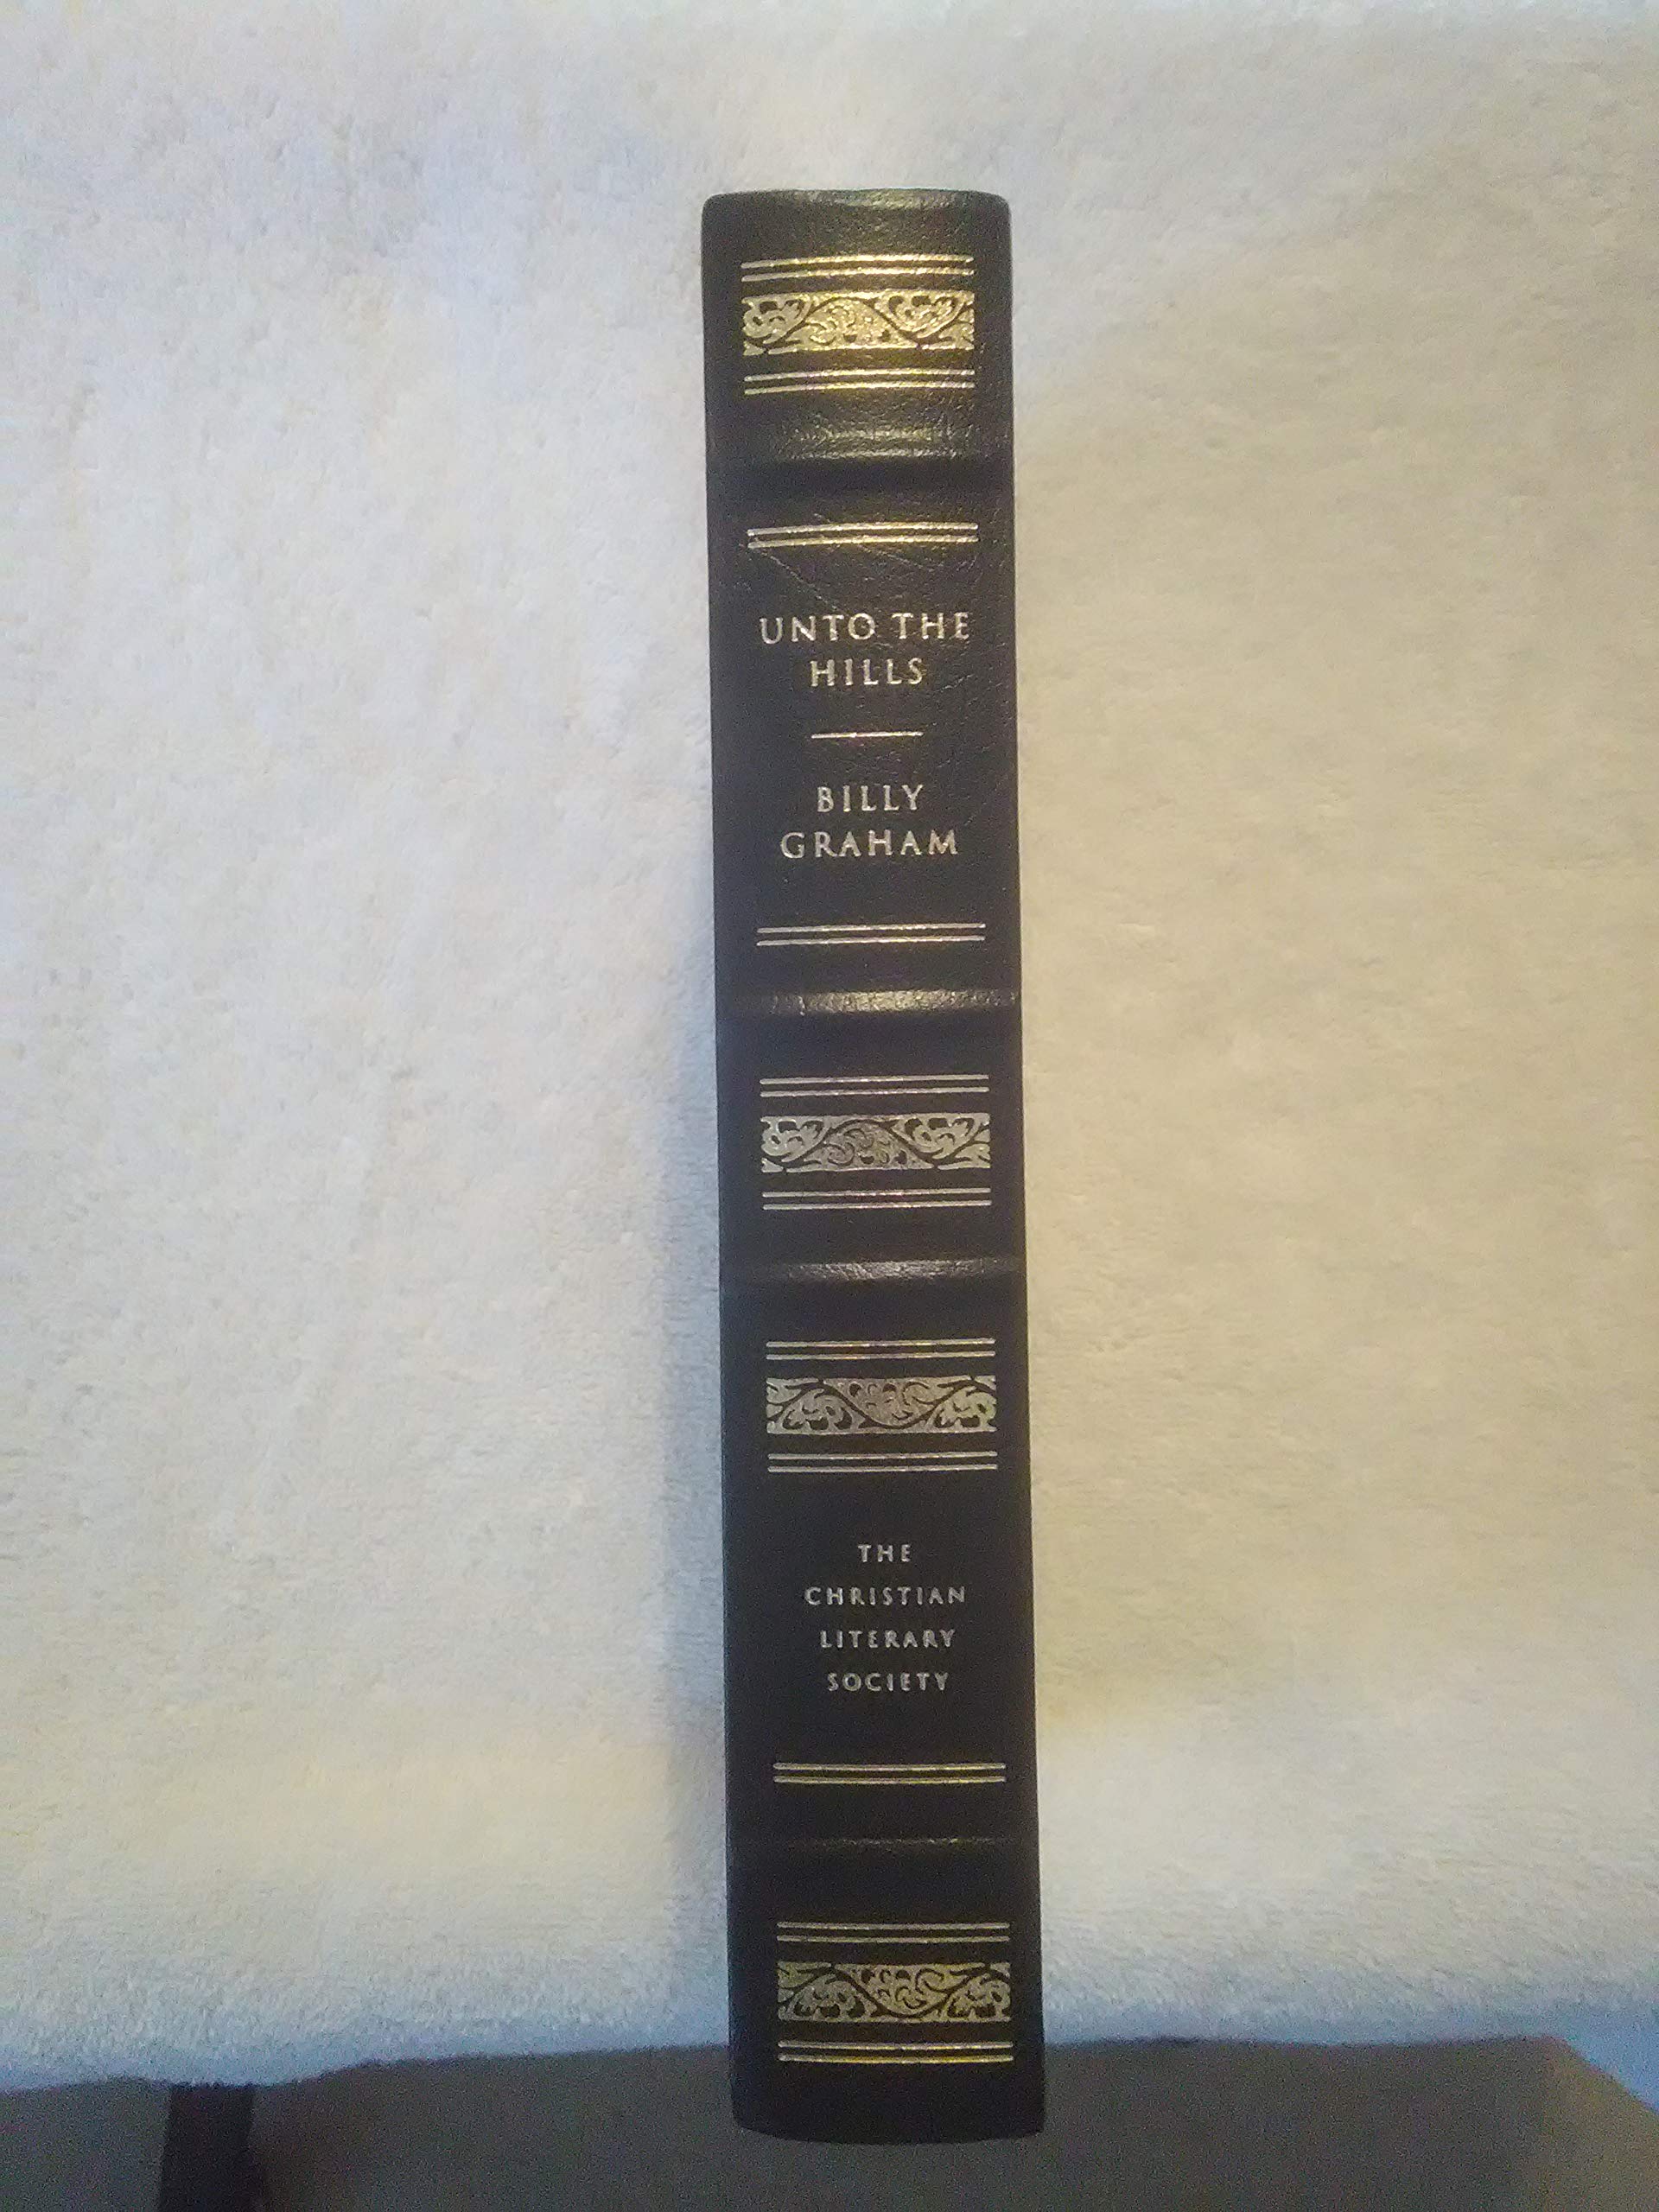 UNTO THE
HILLS
BILLY
GRAHAM
THE
CHRISTIAN
LITERARY
SOCIETY